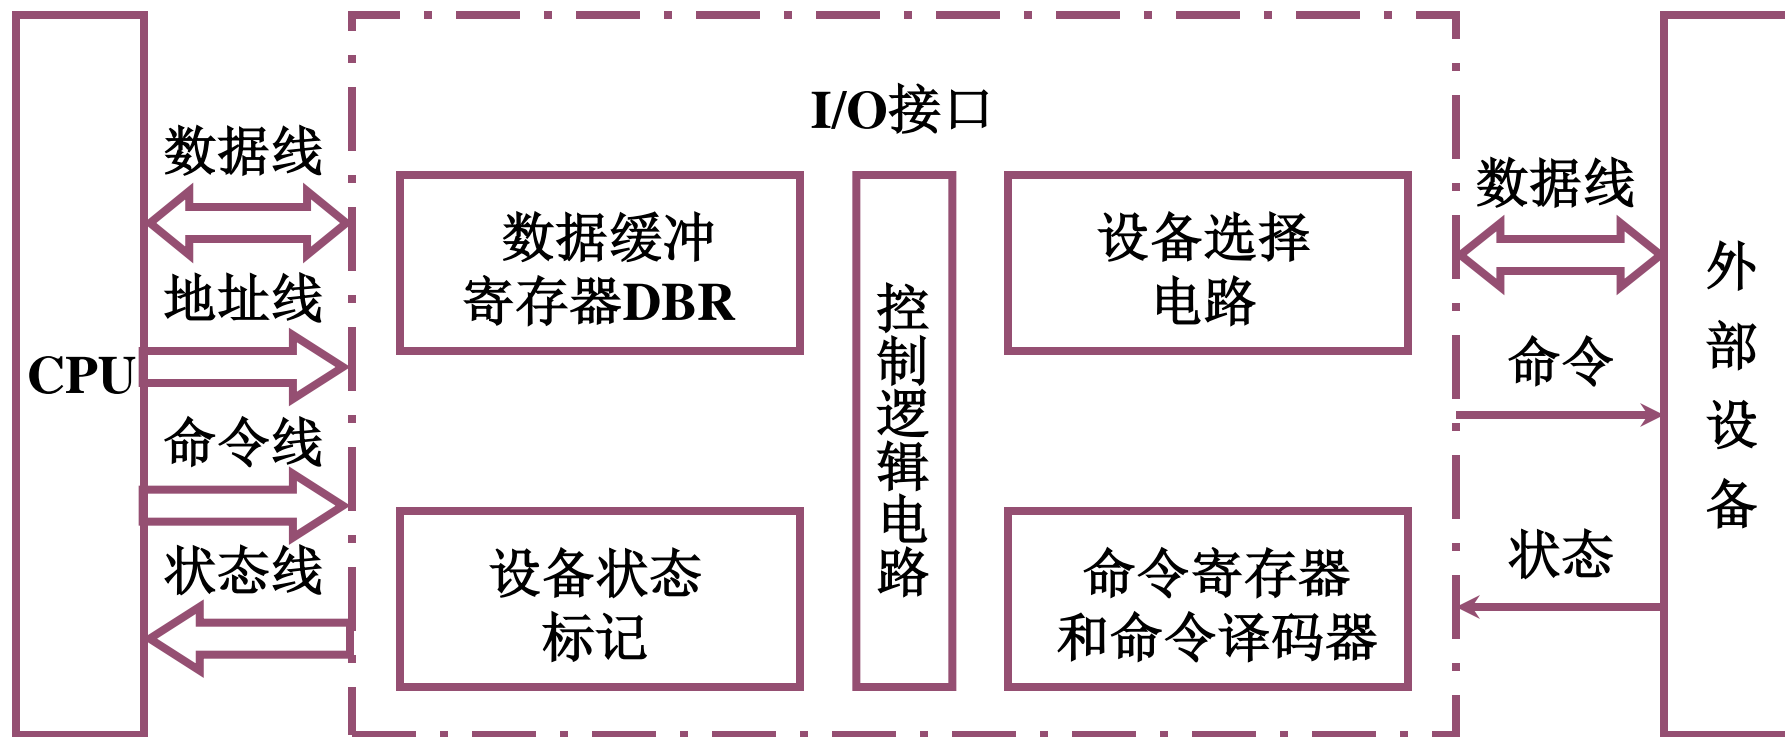 I/O接口
CPU
数据线
地址线
命令线
状态线
数据缓冲
寄存器DBR
设备状态
标记
控制逻辑电路
设备选择
电路
命令寄存器
和命令译码器
数据线
命令
状态
外部设备